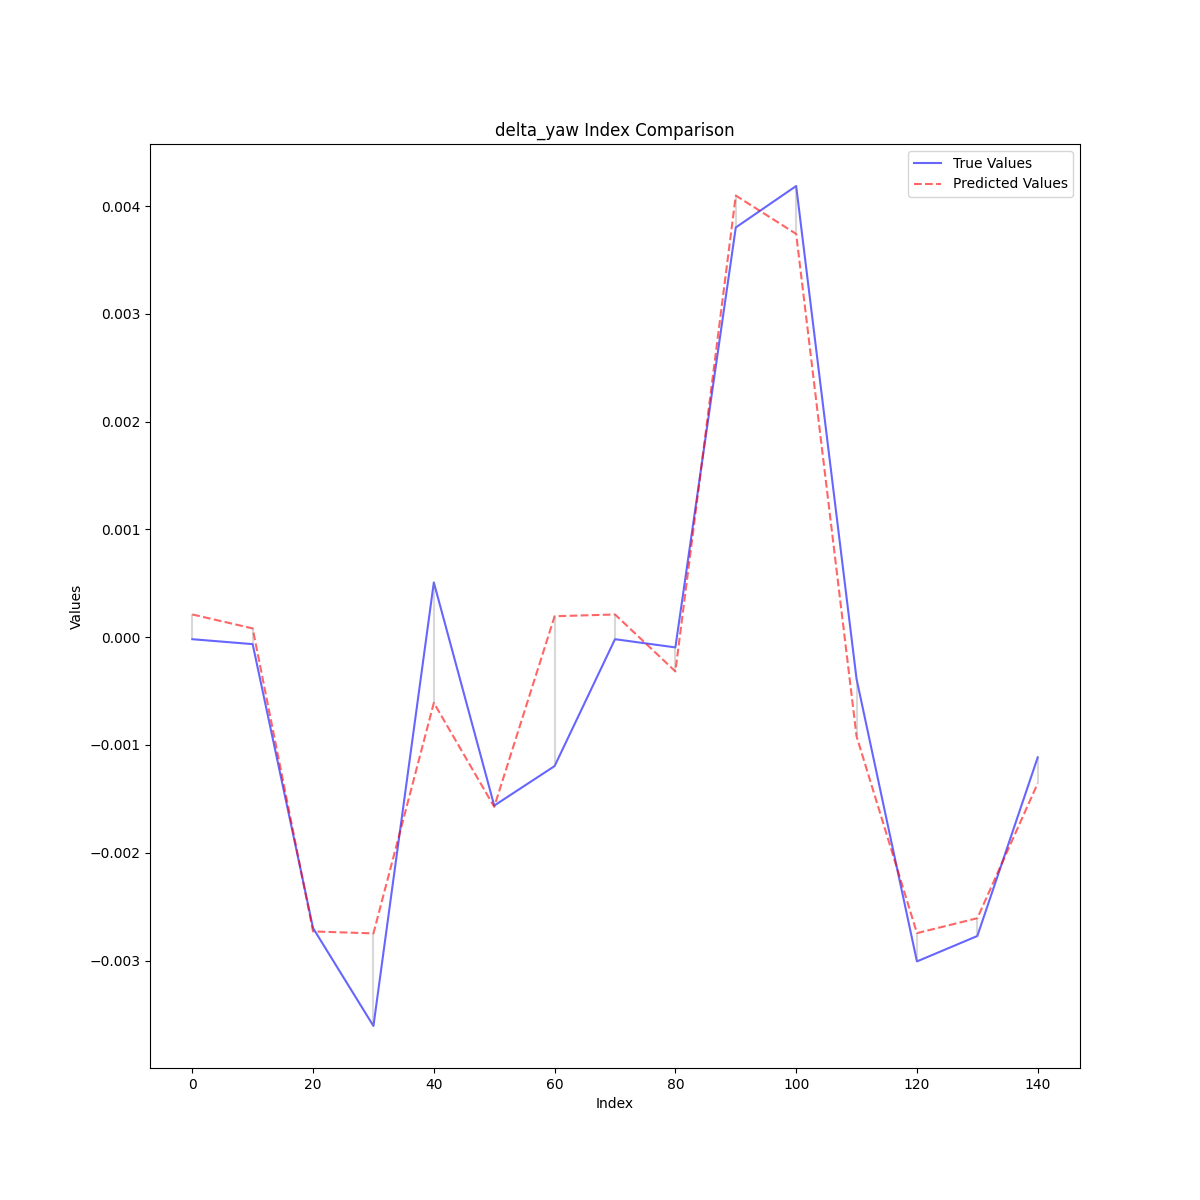 delta_yaw Index Comparison
True Values
Predicted Values
0.004
0.003
0.002
0.001
0.000
−0.001
−0.002
−0.003
Values
0 20 40 60 80 100 120 140
Index